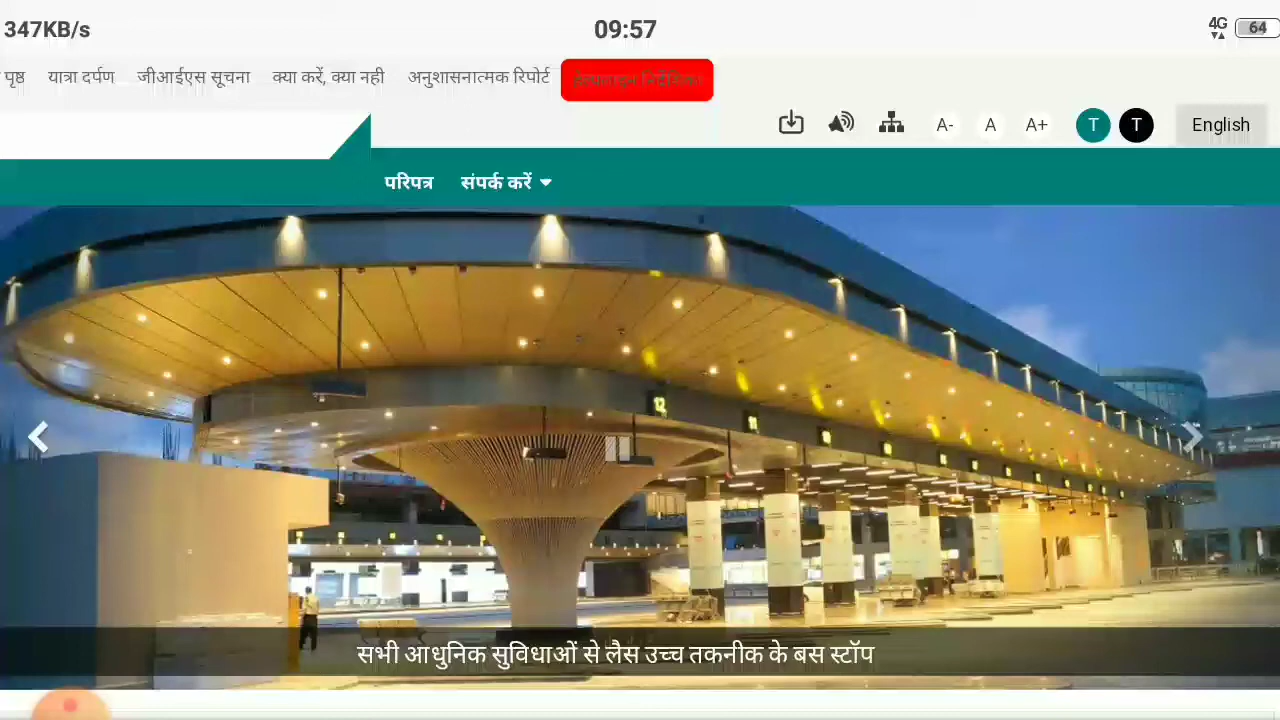 347KB/s 09:57 4G 64
पृष्ठ यात्रा दर्पण जीआईएस सूचना क्या करें, क्या नही अनुशासनात्मक रिपोर्ट
A- A A+ T T English
परिपत्र संपर्क करें
12
11
सभी आधुनिक सुविधाओं से लैस उच्च तकनीक के बस स्टॉप